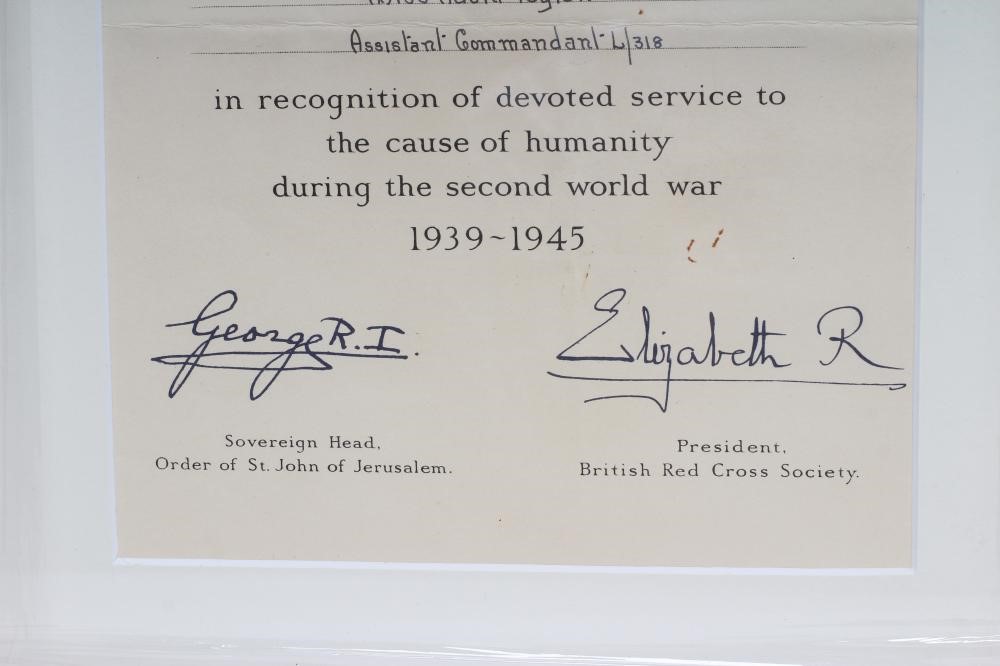 Assistant Commandant L/318
in recognition of devoted service to
the cause of humanity
during the second world war
1939~1945
George R.I.
Elizabeth R
Sovereign Head,
Order of St. John of Jerusalem.
President,
British Red Cross Society.